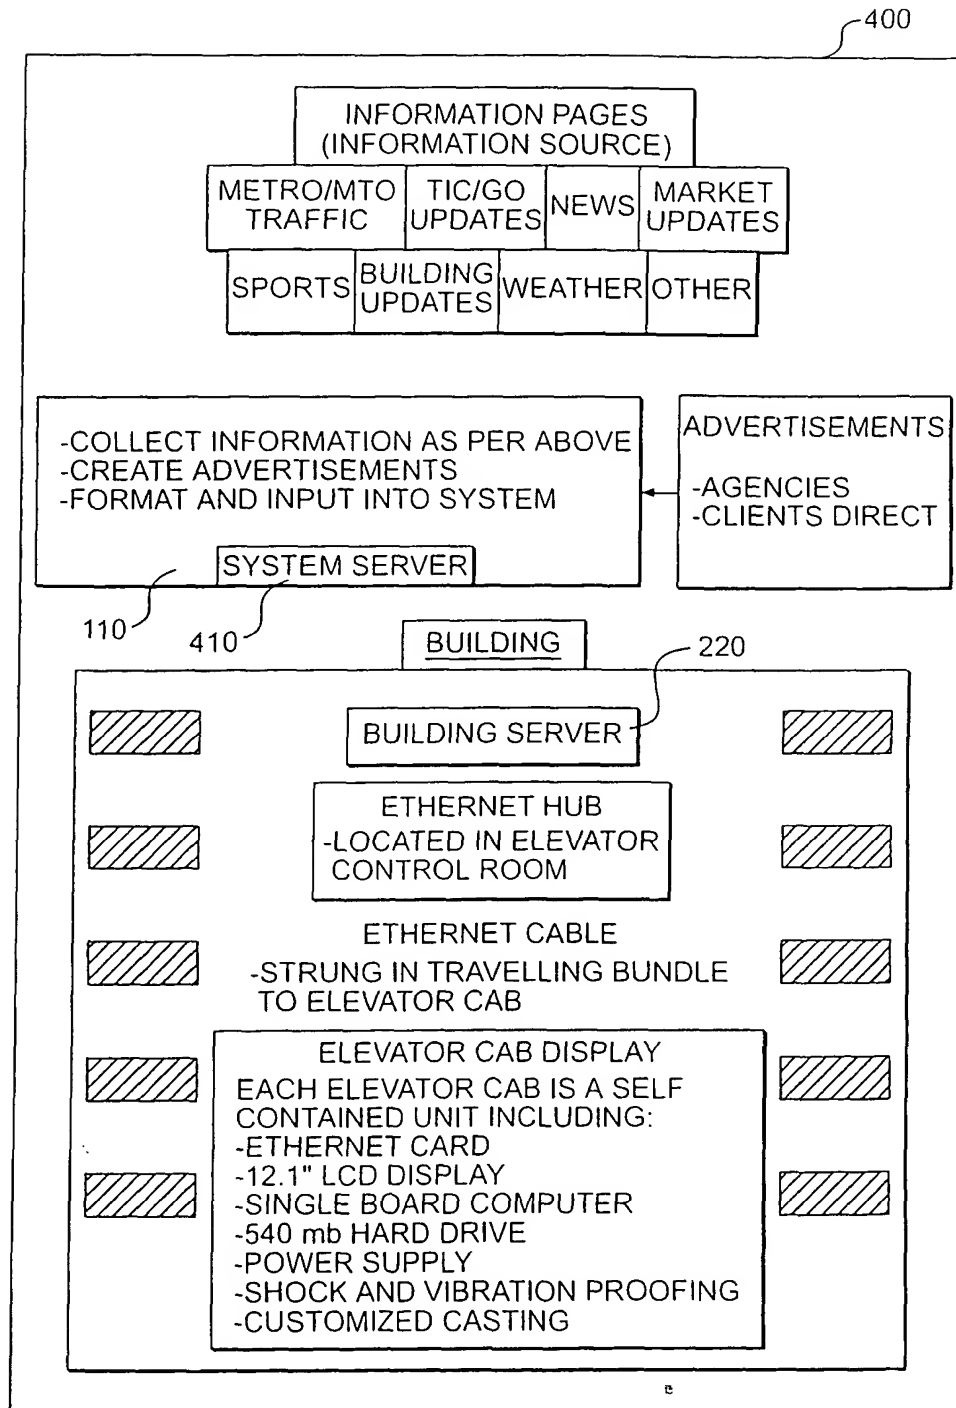 400
INFORMATION PAGES
(INFORMATION SOURCE)
METRO/MTO TRAFFIC
TIC/GO UPDATES
NEWS
MARKET UPDATES
SPORTS
BUILDING UPDATES
WEATHER
OTHER
-COLLECT INFORMATION AS PER ABOVE
-CREATE ADVERTISEMENTS
-FORMAT AND INPUT INTO SYSTEM
SYSTEM SERVER
ADVERTISEMENTS
-AGENCIES
-CLIENTS DIRECT
110
410
BUILDING
220
BUILDING SERVER
ETHERNET HUB
-LOCATED IN ELEVATOR
CONTROL ROOM
ETHERNET CABLE
-STRUNG IN TRAVELLING BUNDLE
TO ELEVATOR CAB
ELEVATOR CAB DISPLAY
EACH ELEVATOR CAB IS A SELF
CONTAINED UNIT INCLUDING:
-ETHERNET CARD
-12.1" LCD DISPLAY
-SINGLE BOARD COMPUTER
-540 mb HARD DRIVE
-POWER SUPPLY
-SHOCK AND VIBRATION PROOFING
-CUSTOMIZED CASTING